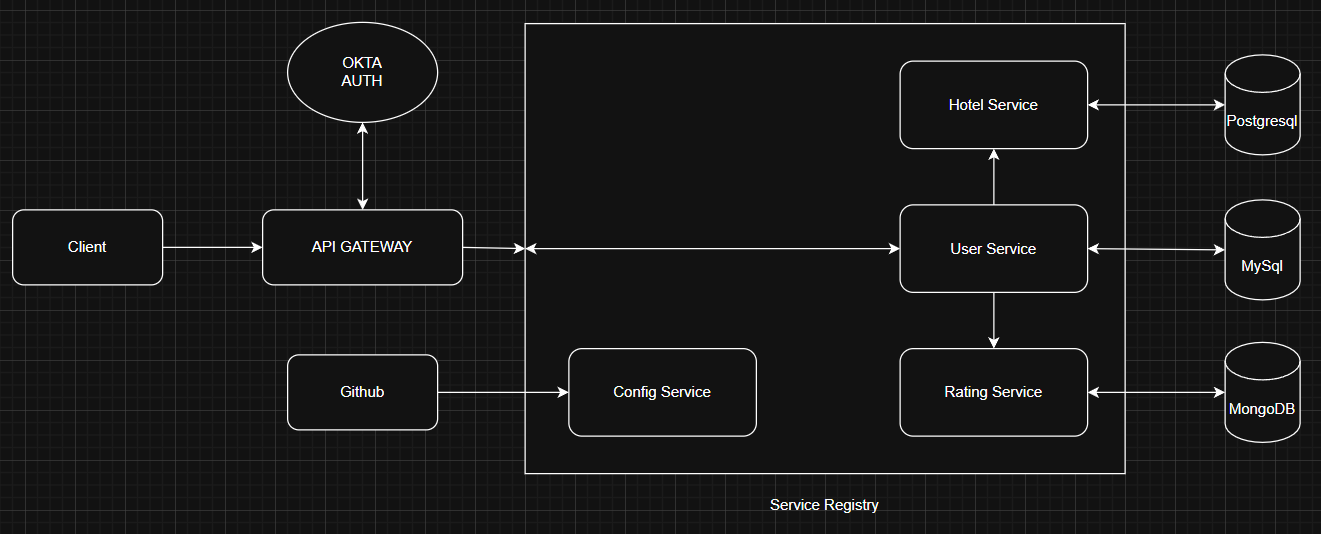 OKTA
AUTH
Hotel Service
Postgresql
Client
API GATEWAY
User Service
MySql
Github
Config Service
Rating Service
MongoDB
Service Registry